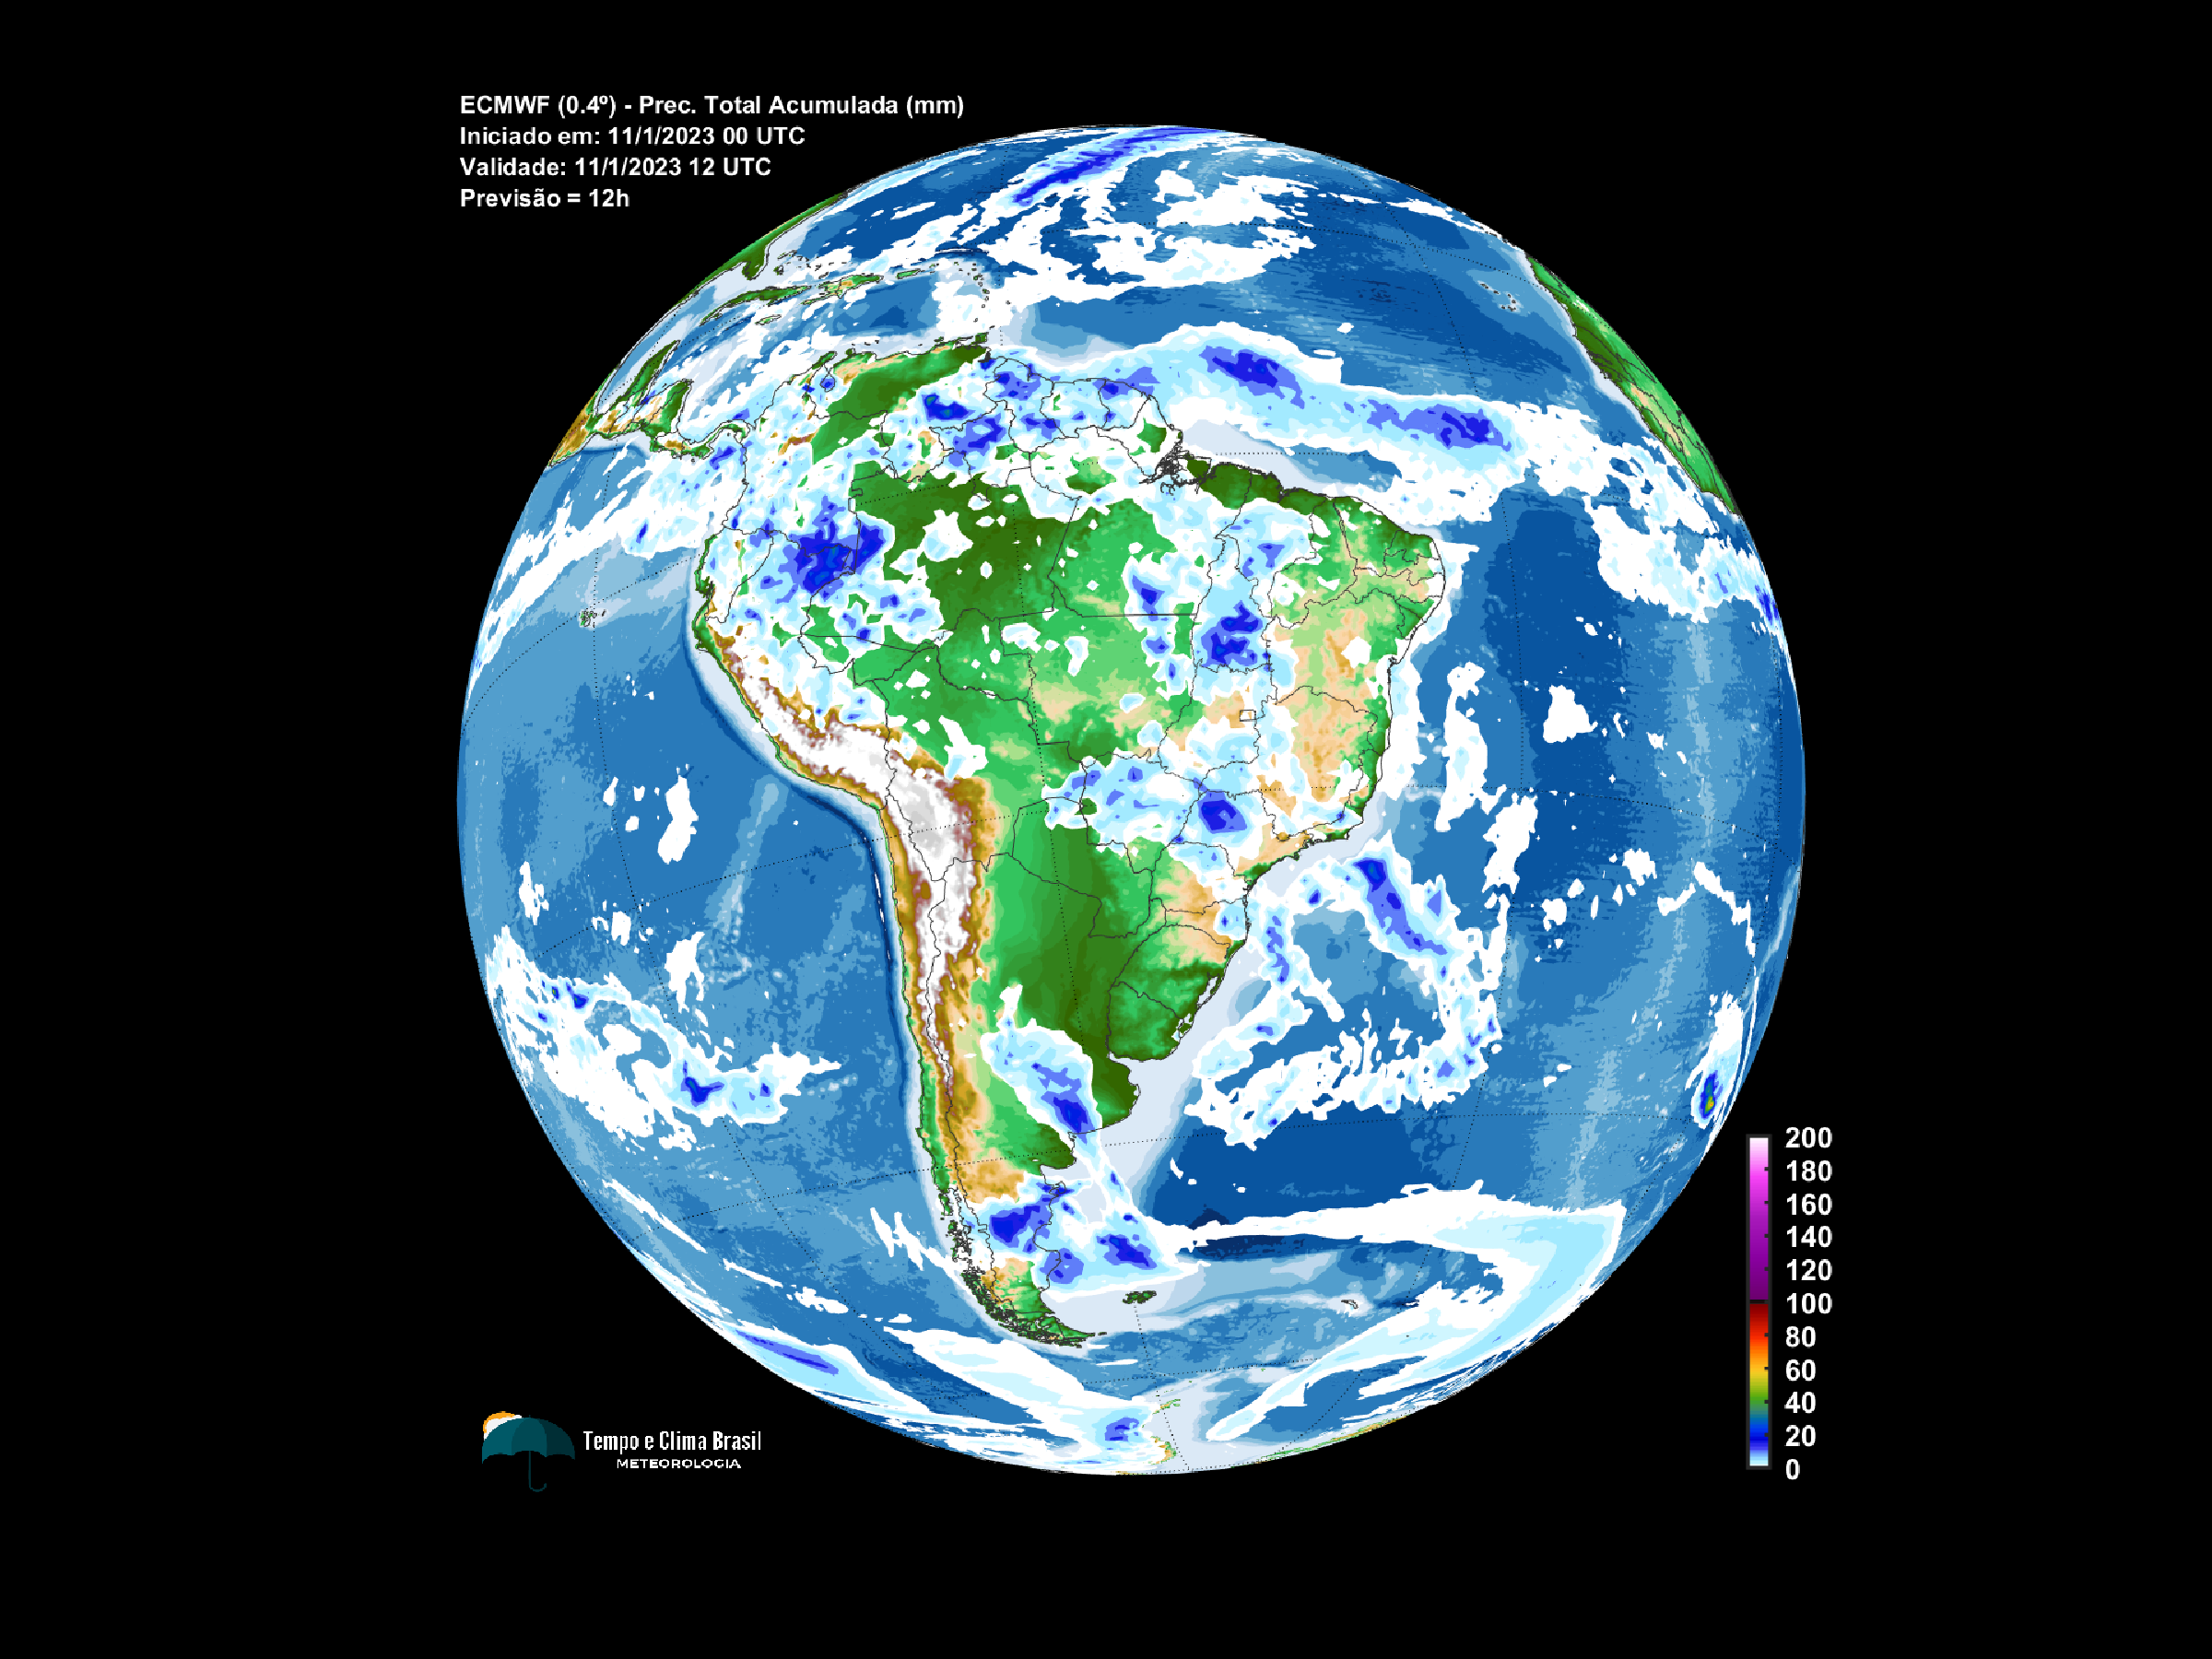 ECMWF (0.4º) - Prec. Total Acumulada (mm)
Iniciado em: 11/1/2023 00 UTC
Validade: 11/1/2023 12 UTC
Previsão = 12h
200
180
160
140
120
100
80
60
40
20
0
Tempo e Clima Brasil
METEOROLOGIA